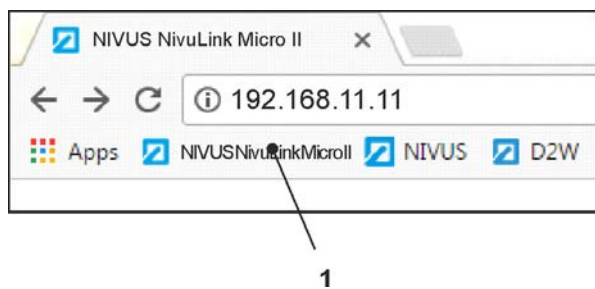 NIVUS NivuLink Micro II
192.168.11.11
Apps NIVUSNivuLinkMicroII NIVUS D2W
1